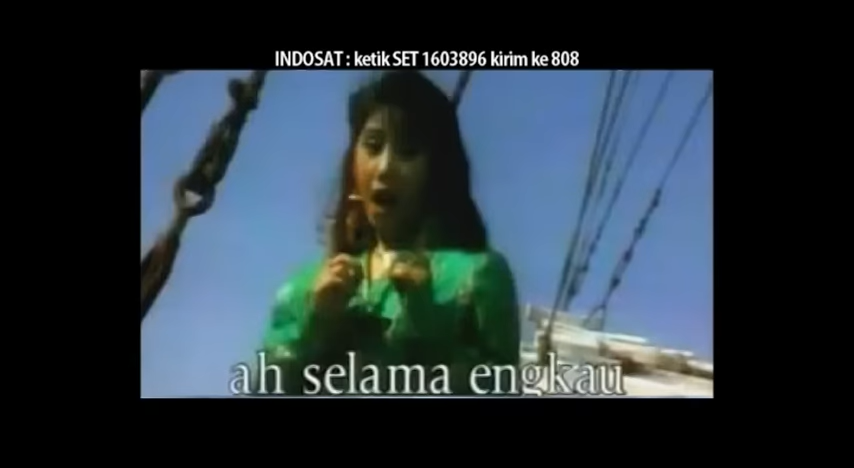 INDOSAT : ketik SET 1603896 kirim ke 808
ah selama engkau